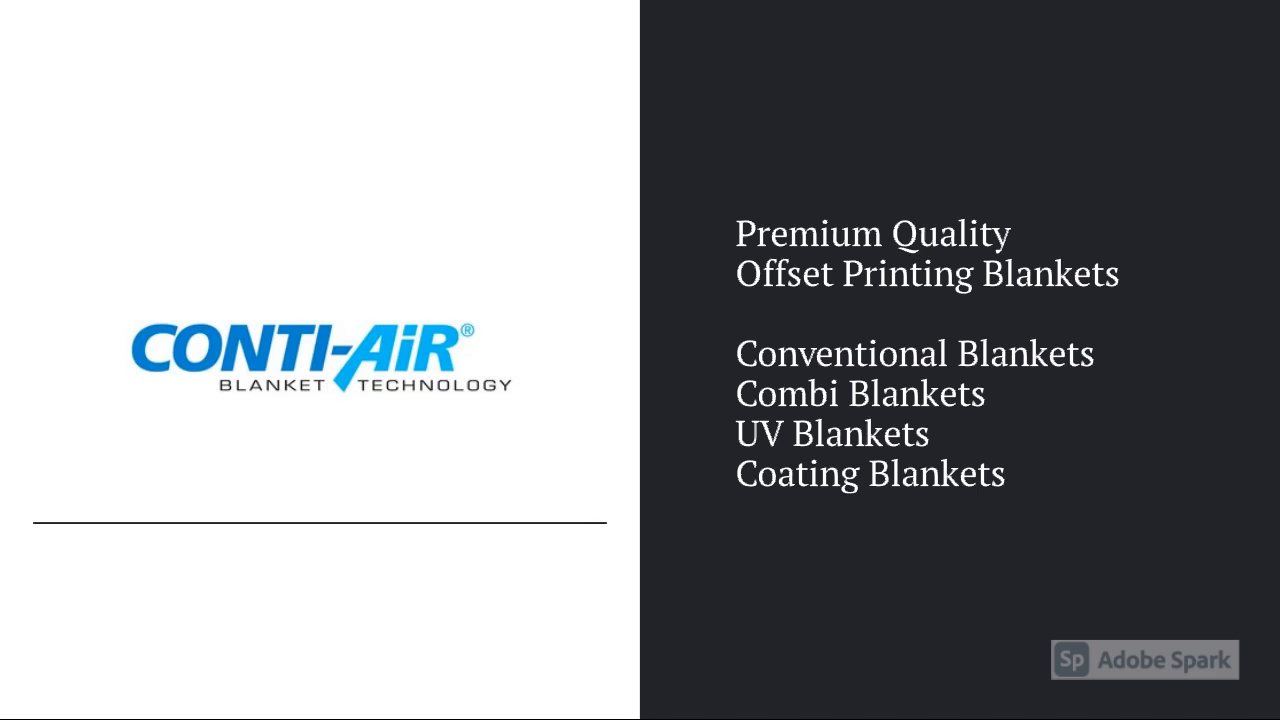 CONTI-AiR®
BLANKET TECHNOLOGY
Premium Quality
Offset Printing Blankets
Conventional Blankets
Combi Blankets
UV Blankets
Coating Blankets
Sp Adobe Spark